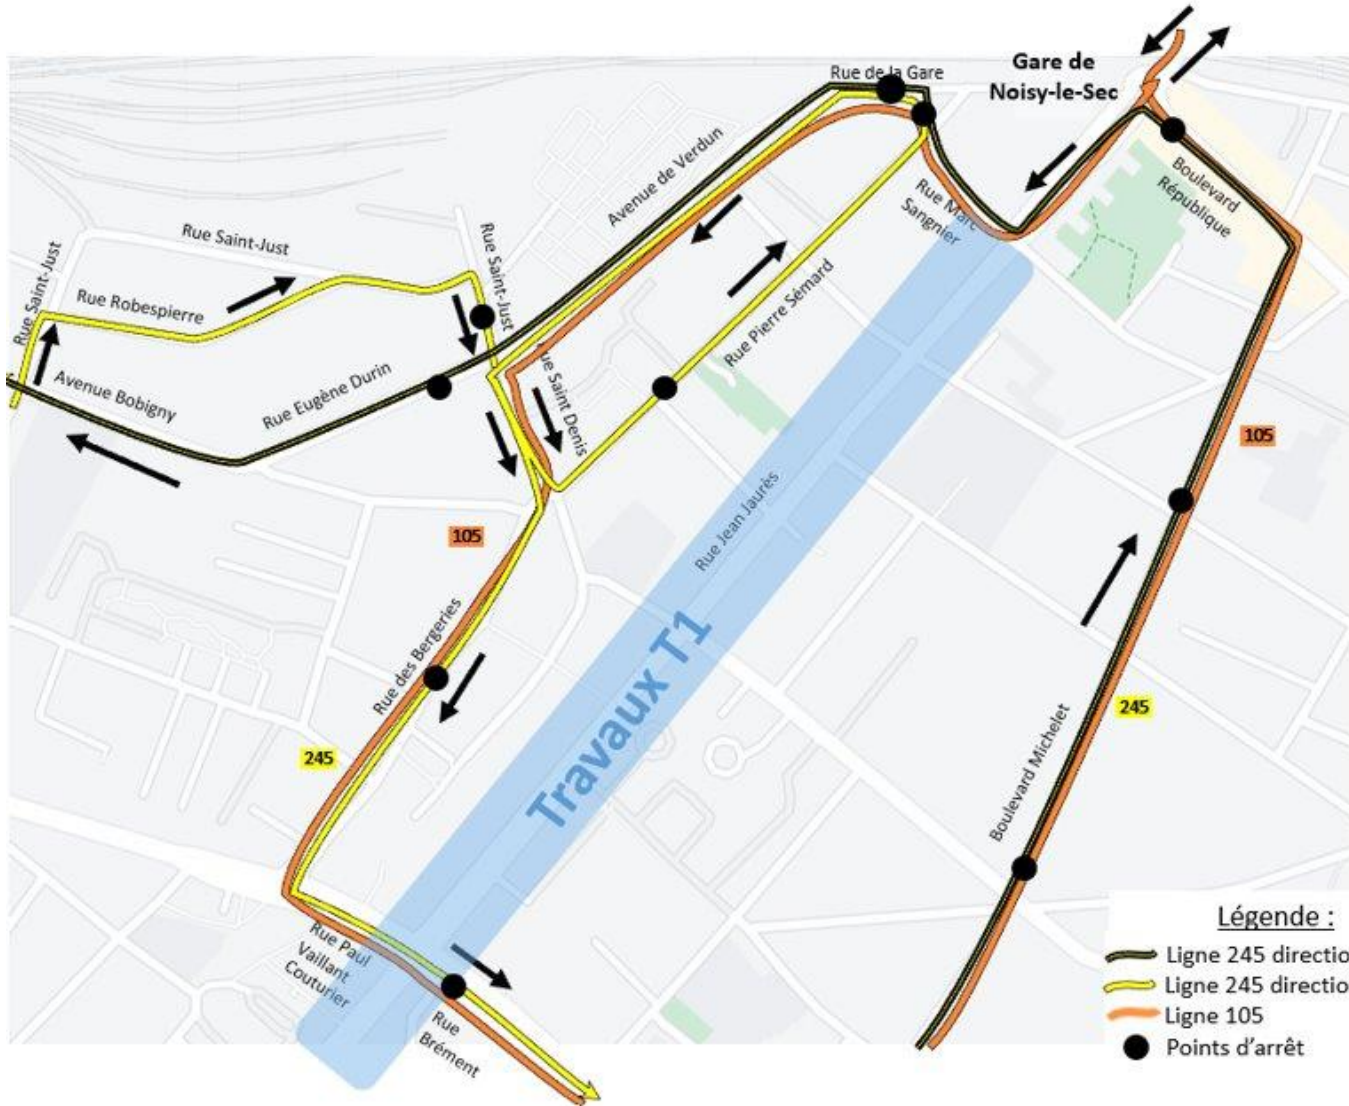 Rue de la Gare
Gare de
Noisy-le-Sec
Avenue de Verdun
Boulevard
République
Rue Marc
Sangnier
Rue Saint-Just
Rue Saint-Just
Rue Saint-Just
Rue Robespierre
Rue Pierre Sémard
Avenue Bobigny
Rue Eugène Durin
ue Saint Denis
105
105
Rue Jean Jaurès
Travaux T1
Rue des Bergeries
245
245
Boulevard Michelet
Rue Paul
Vaillant
Couturier
Rue
Brément
Légende :
Ligne 245 directio
Ligne 245 directio
Ligne 105
Points d'arrêt